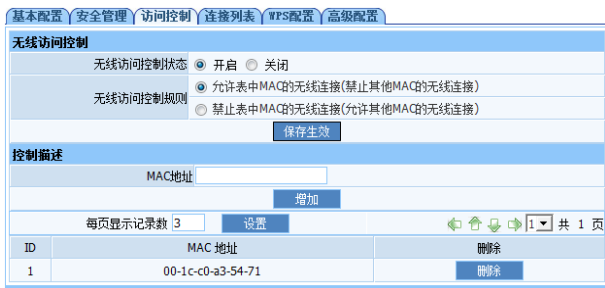 基本配置 安全管理 访问控制 连接列表 WPS配置 高级配置
无线访问控制
无线访问控制状态 开启 关闭
无线访问控制规则 允许表中MAC的无线连接(禁止其他MAC的无线连接)
禁止表中MAC的无线连接(允许其他MAC的无线连接)
保存生效
控制描述
MAC地址
增加
每页显示记录数 3 设置 1 共 1 页
ID MAC 地址 删除
1 00-1c-c0-a3-54-71 删除